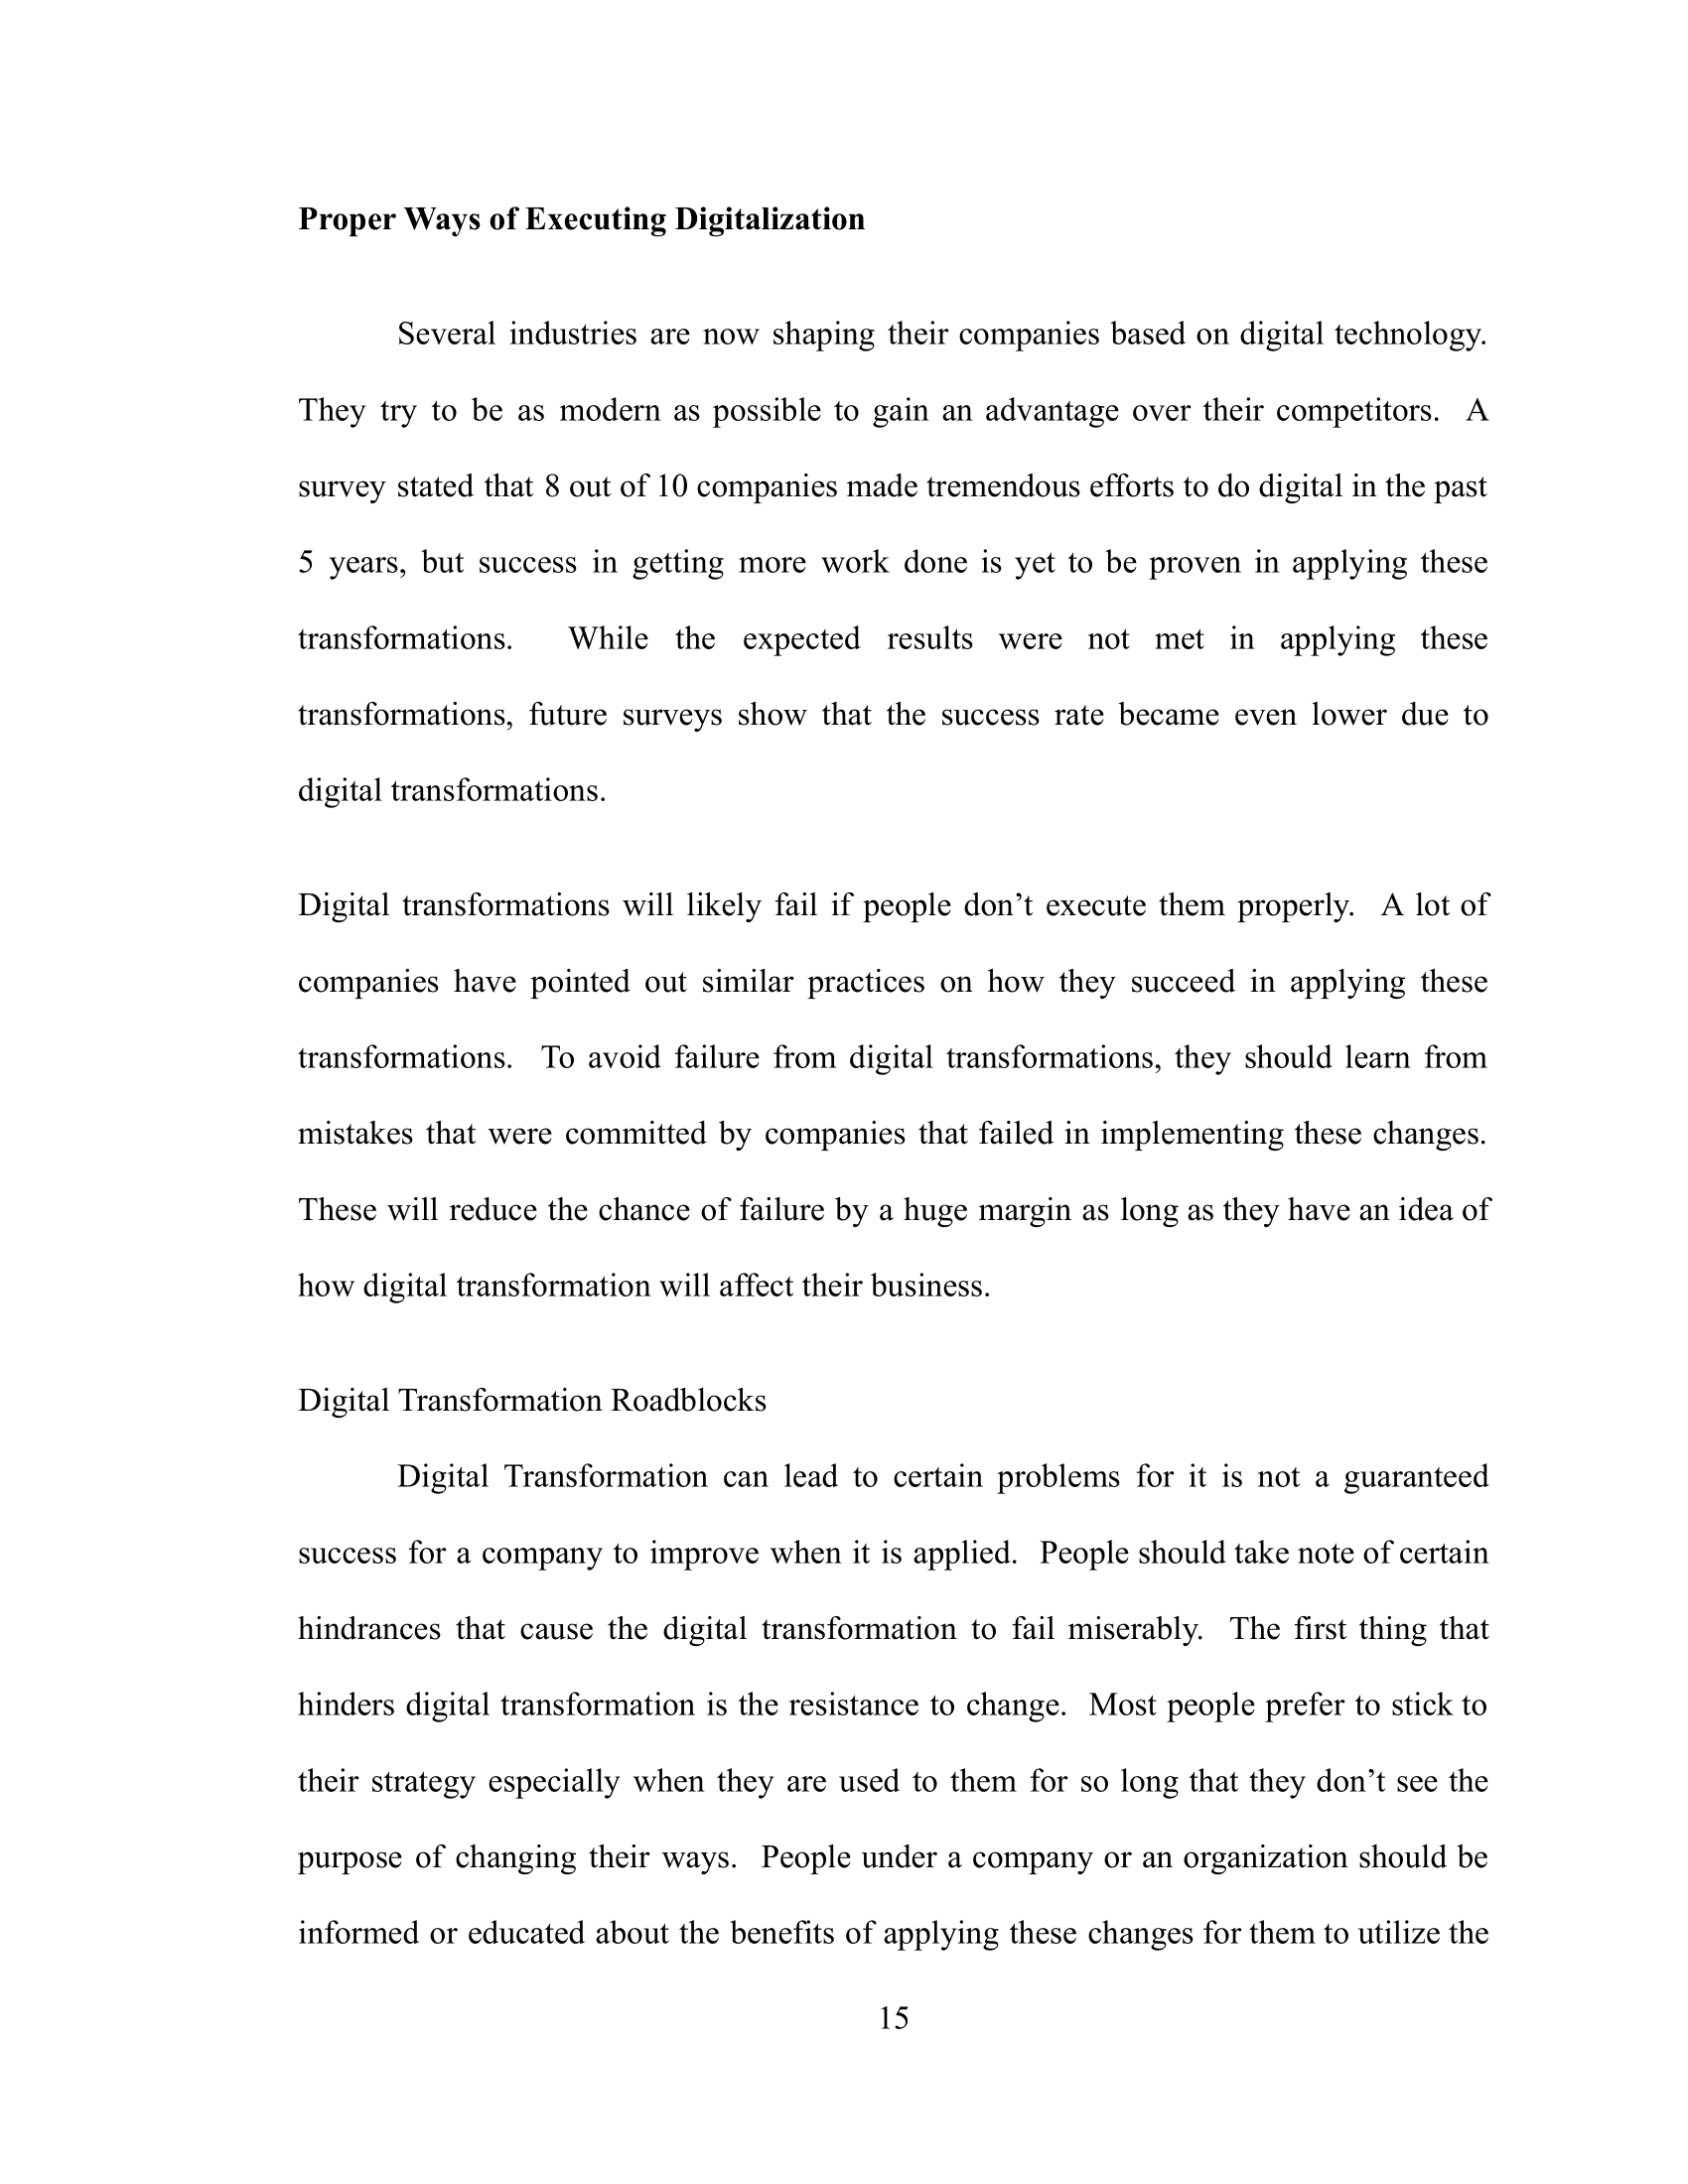 Proper Ways of Executing Digitalization
Several industries are now shaping their companies based on digital technology.
They try to be as modern as possible to gain an advantage over their competitors.  A
survey stated that 8 out of 10 companies made tremendous efforts to do digital in the past
5 years, but success in getting more work done is yet to be proven in applying these
transformations.  While the expected results were not met in applying these
transformations, future surveys show that the success rate became even lower due to
digital transformations.
Digital transformations will likely fail if people don’t execute them properly.  A lot of
companies have pointed out similar practices on how they succeed in applying these
transformations.  To avoid failure from digital transformations, they should learn from
mistakes that were committed by companies that failed in implementing these changes.
These will reduce the chance of failure by a huge margin as long as they have an idea of
how digital transformation will affect their business.
Digital Transformation Roadblocks
Digital Transformation can lead to certain problems for it is not a guaranteed
success for a company to improve when it is applied.  People should take note of certain
hindrances that cause the digital transformation to fail miserably.  The first thing that
hinders digital transformation is the resistance to change.  Most people prefer to stick to
their strategy especially when they are used to them for so long that they don’t see the
purpose of changing their ways.  People under a company or an organization should be
informed or educated about the benefits of applying these changes for them to utilize the
15